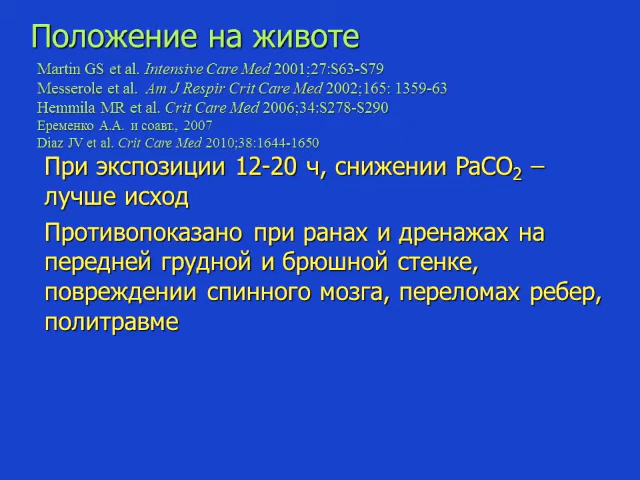 Положение на животе
Martin GS et al. Intensive Care Med 2001;27:S63-S79
Messerole et al. Am J Respir Crit Care Med 2002;165: 1359-63
Hemmila MR et al. Crit Care Med 2006;34:S278-S290
Еременко А.А. и соавт., 2007
Diaz JV et al. Crit Care Med 2010;38:1644-1650
При экспозиции 12-20 ч, снижении PaCO₂ –
лучше исход
Противопоказано при ранах и дренажах на
передней грудной и брюшной стенке,
повреждении спинного мозга, переломах ребер,
политравме